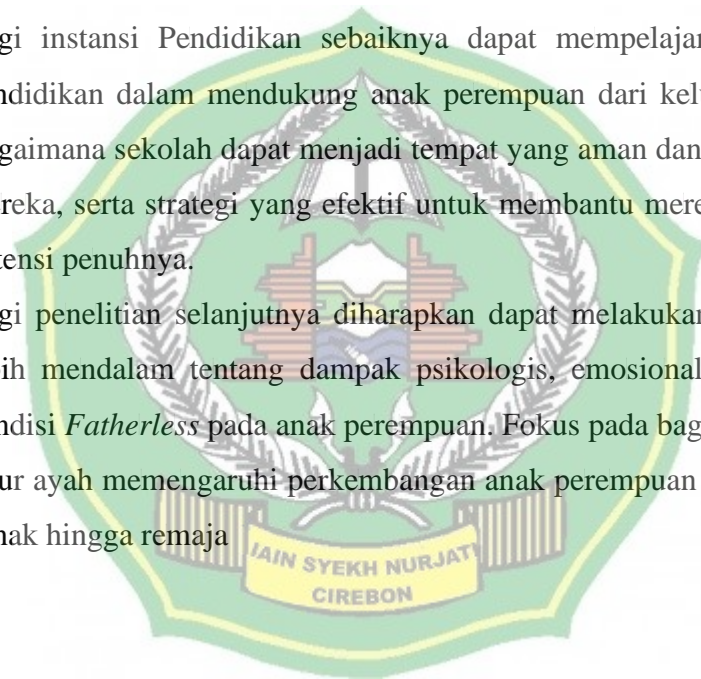 gi instansi Pendidikan sebaiknya dapat mempelajar
ndidikan dalam mendukung anak perempuan dari kel
gaimana sekolah dapat menjadi tempat yang aman dan
reka, serta strategi yang efektif untuk membantu mere
tensi penuhnya.
gi penelitian selanjutnya diharapkan dapat melakukan
ih mendalam tentang dampak psikologis, emosional
ndisi Fatherless pada anak perempuan. Fokus pada bag
ur ayah memengaruhi perkembangan anak perempuan
nak hingga remaja
IAIN SYEKH NURJATI
CIREBON